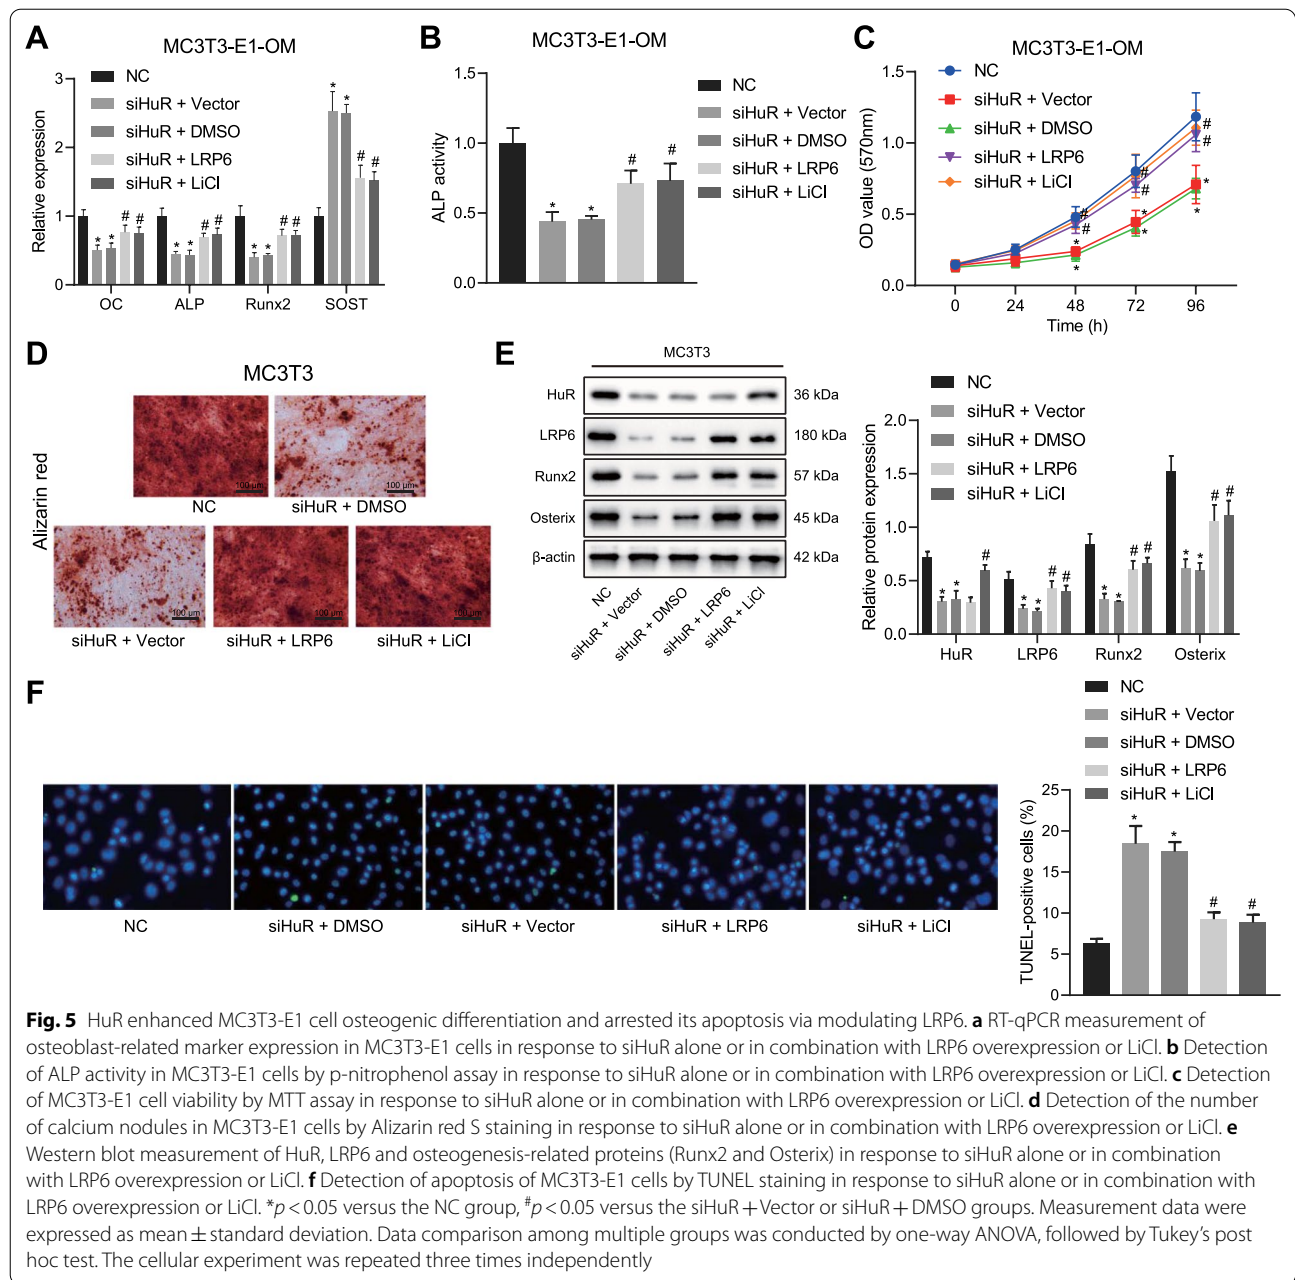 A
MC3T3-E1-OM
NC
siHuR + Vector
siHuR + DMSO
siHuR + LRP6
siHuR + LiCl
Relative expression
3
2
1
0
* * # #
* * # #
* * # #
* * # #
OC ALP Runx2 SOST
B
MC3T3-E1-OM
ALP activity
1.5
1.0
0.5
0.0
* * # #
NC
siHuR + Vector
siHuR + DMSO
siHuR + LRP6
siHuR + LiCl
C
MC3T3-E1-OM
NC
siHuR + Vector
siHuR + DMSO
siHuR + LRP6
siHuR + LiCl
OD value (570nm)
1.5
1.0
0.5
0.0
# # * *
# # * *
# # * *
0 24 48 72 96
Time (h)
D
MC3T3
Alizarin red
100 μm 100 μm
NC siHuR + DMSO
100 μm 100 μm 100 μm
siHuR + Vector siHuR + LRP6 siHuR + LiCl
E
MC3T3
HuR 36 kDa
LRP6 180 kDa
Runx2 57 kDa
Osterix 45 kDa
β-actin 42 kDa
NC siHuR + Vector siHuR + DMSO siHuR + LRP6 siHuR + LiCl
NC
siHuR + Vector
siHuR + DMSO
siHuR + LRP6
siHuR + LiCl
Relative protein expression
2.0
1.5
1.0
0.5
0.0
* * #
* * # #
* * # #
* * # #
HuR LRP6 Runx2 Osterix
F
NC siHuR + DMSO siHuR + Vector siHuR + LRP6 siHuR + LiCl
NC
siHuR + Vector
siHuR + DMSO
siHuR + LRP6
siHuR + LiCl
TUNEL-positive cells (%)
25
20
15
10
5
0
* * # #
Fig. 5 HuR enhanced MC3T3-E1 cell osteogenic differentiation and arrested its apoptosis via modulating LRP6. a RT-qPCR measurement of
osteoblast-related marker expression in MC3T3-E1 cells in response to siHuR alone or in combination with LRP6 overexpression or LiCl. b Detection
of ALP activity in MC3T3-E1 cells by p-nitrophenol assay in response to siHuR alone or in combination with LRP6 overexpression or LiCl. c Detection
of MC3T3-E1 cell viability by MTT assay in response to siHuR alone or in combination with LRP6 overexpression or LiCl. d Detection of the number
of calcium nodules in MC3T3-E1 cells by Alizarin red S staining in response to siHuR alone or in combination with LRP6 overexpression or LiCl. e
Western blot measurement of HuR, LRP6 and osteogenesis-related proteins (Runx2 and Osterix) in response to siHuR alone or in combination
with LRP6 overexpression or LiCl. f Detection of apoptosis of MC3T3-E1 cells by TUNEL staining in response to siHuR alone or in combination with
LRP6 overexpression or LiCl. *p < 0.05 versus the NC group, #p < 0.05 versus the siHuR + Vector or siHuR + DMSO groups. Measurement data were
expressed as mean ± standard deviation. Data comparison among multiple groups was conducted by one-way ANOVA, followed by Tukey's post
hoc test. The cellular experiment was repeated three times independently